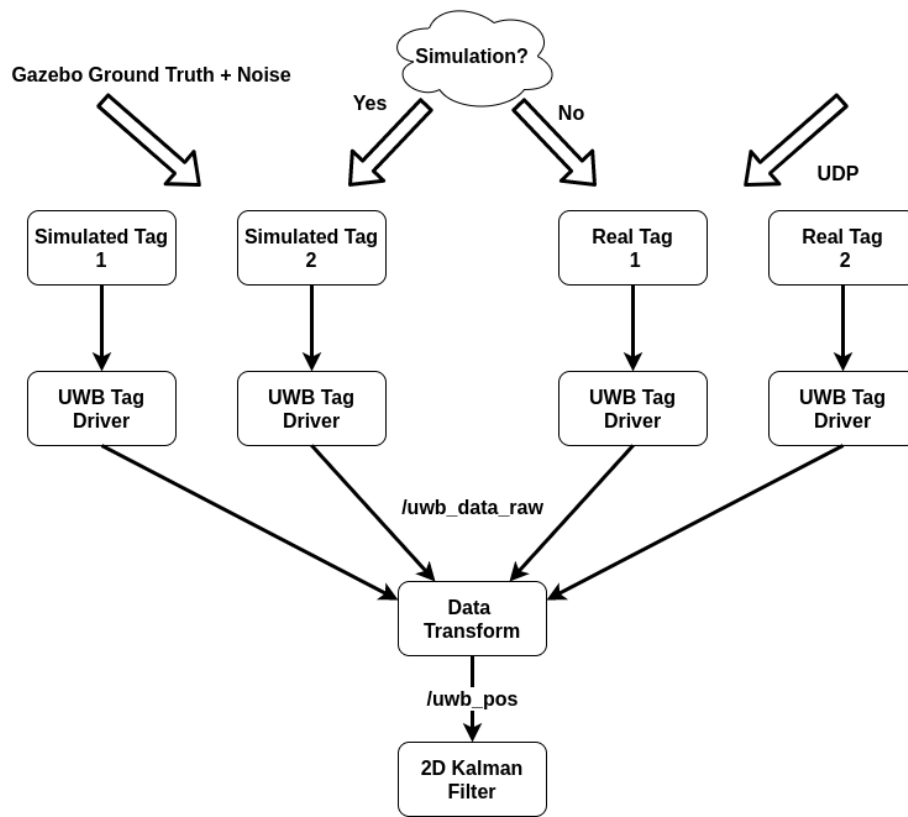 Simulation?
Gazebo Ground Truth + Noise
Yes
No
UDP
Simulated Tag
1
Simulated Tag
2
Real Tag
1
Real Tag
2
UWB Tag
Driver
UWB Tag
Driver
UWB Tag
Driver
UWB Tag
Driver
/uwb_data_raw
Data
Transform
/uwb_pos
2D Kalman
Filter